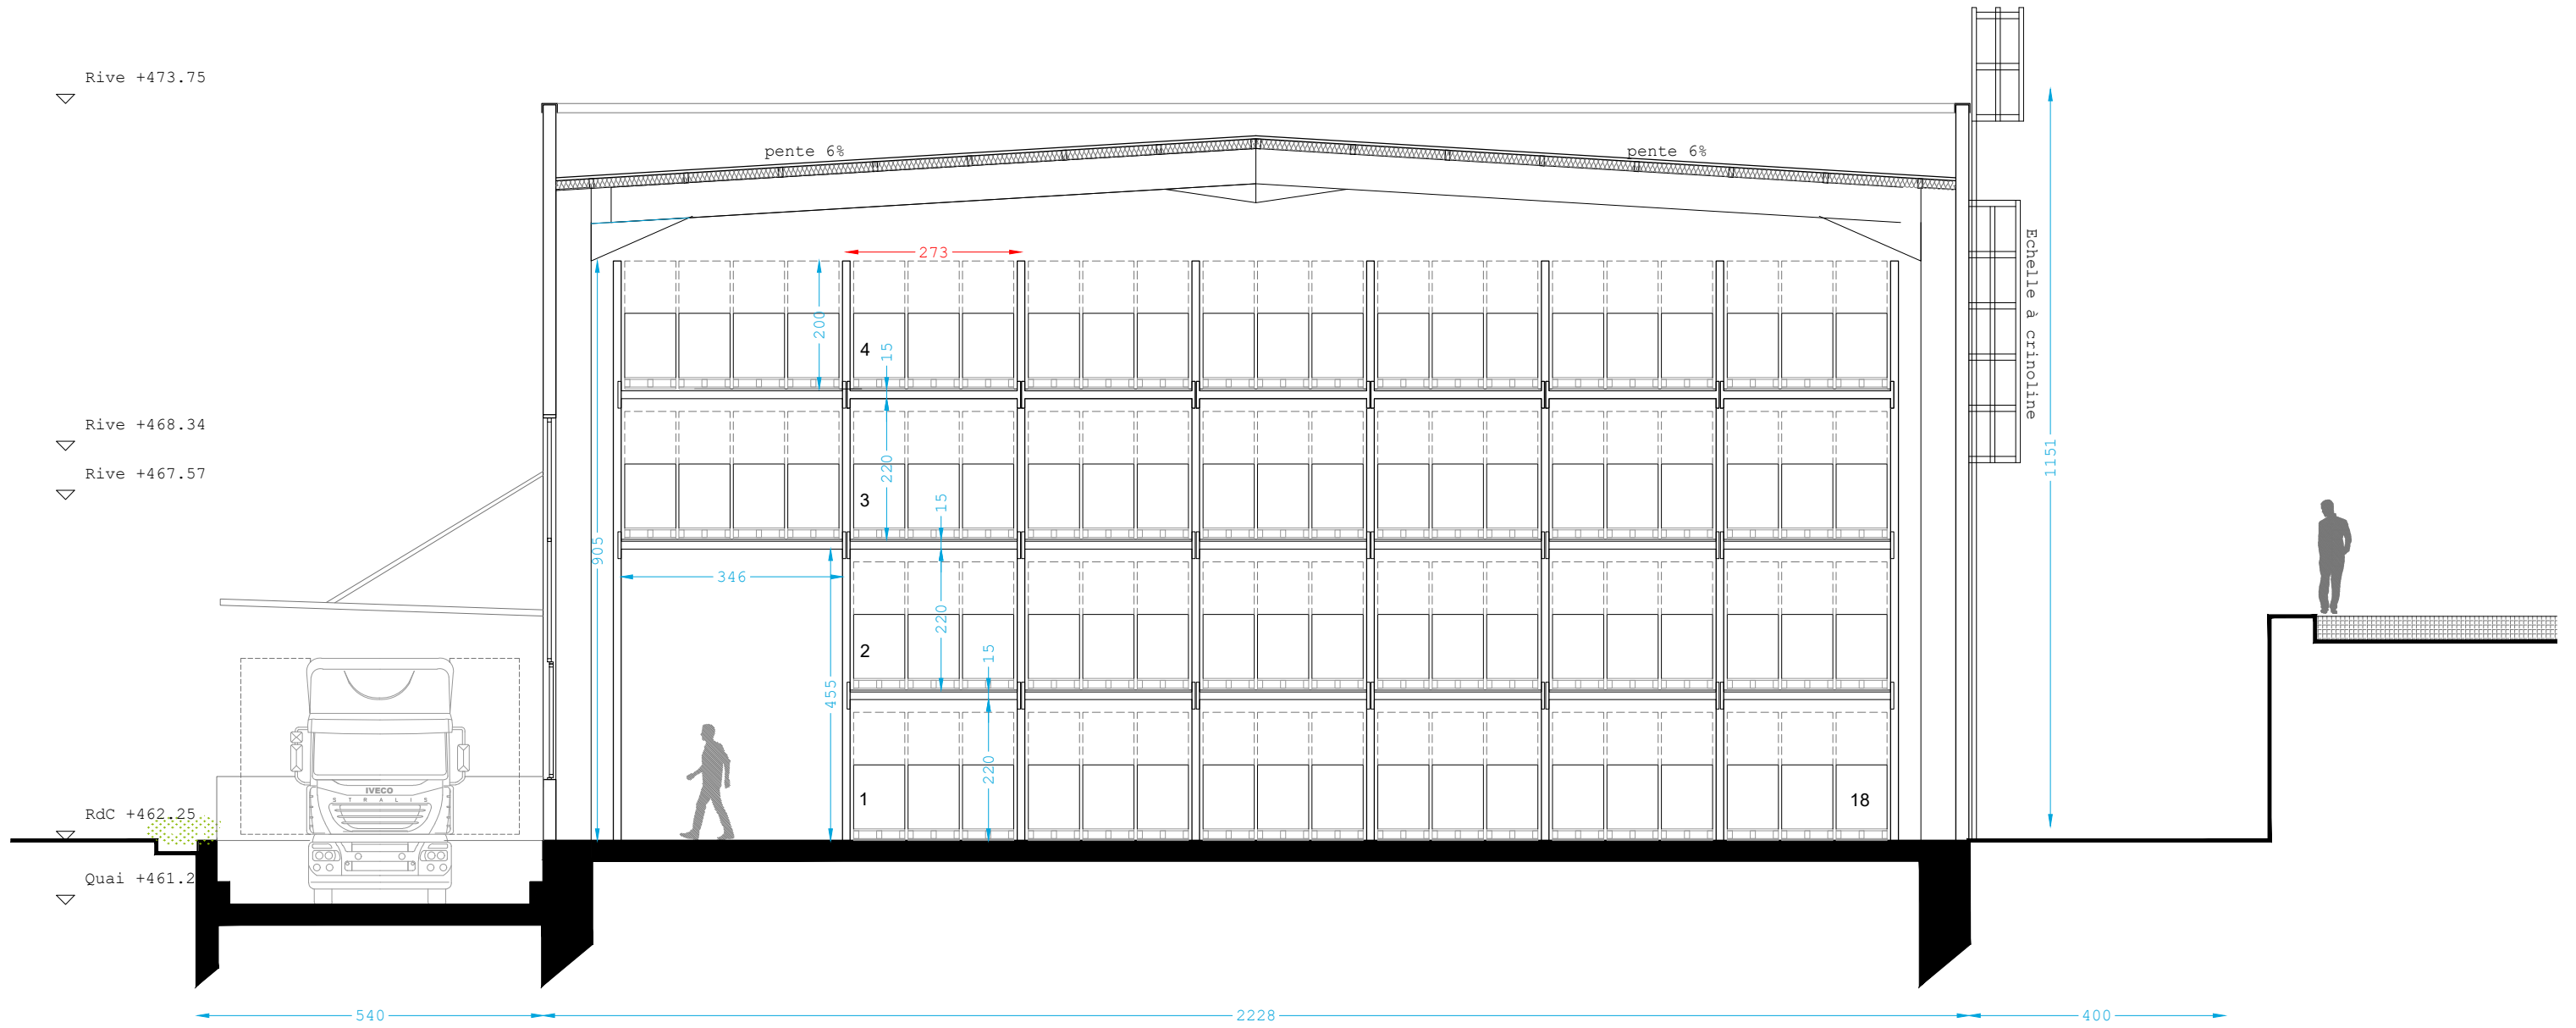 Rive +473.75
pente 6%
pente 6%
Echelle à crinoline
273
200
4
15
Rive +468.34
Rive +467.57
220
3
15
1151
905
346
220
2
15
455
220
IVECO
STRALIS
1
18
RdC +462.25
Quai +461.2
540
2228
400